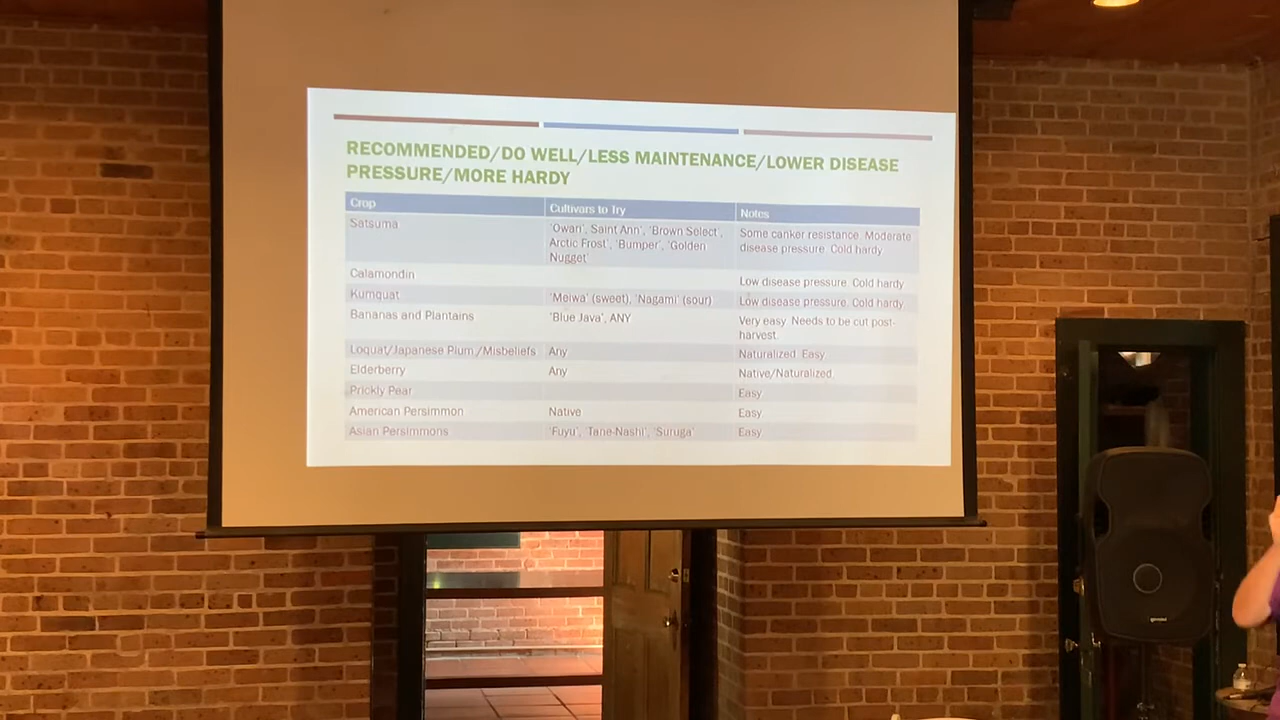 RECOMMENDED/DO WELL/LESS MAINTENANCE/LOWER DISEASE
PRESSURE/MORE HARDY
Crop
Cultivars to Try
Notes
Satsuma
'Owari', Saint Ann', 'Brown Select',
Arctic Frost', 'Bumper', 'Golden
Nugget'
Some canker resistance. Moderate
disease pressure. Cold hardy
Calamondin
Low disease pressure. Cold hardy
Kumquat
'Meiwa' (sweet), 'Nagami' (sour)
Low disease pressure. Cold hardy
Bananas and Plantains
'Blue Java', ANY
Very easy. Needs to be cut post-
harvest.
Loquat/Japanese Plum./Misbeliefs
Any
Naturalized. Easy.
Elderberry
Any
Native/Naturalized.
Prickly Pear
Easy
American Persimmon
Native
Easy
Asian Persimmons
'Fuyu', 'Tane-Nashi', 'Suruga'
Easy
gemini